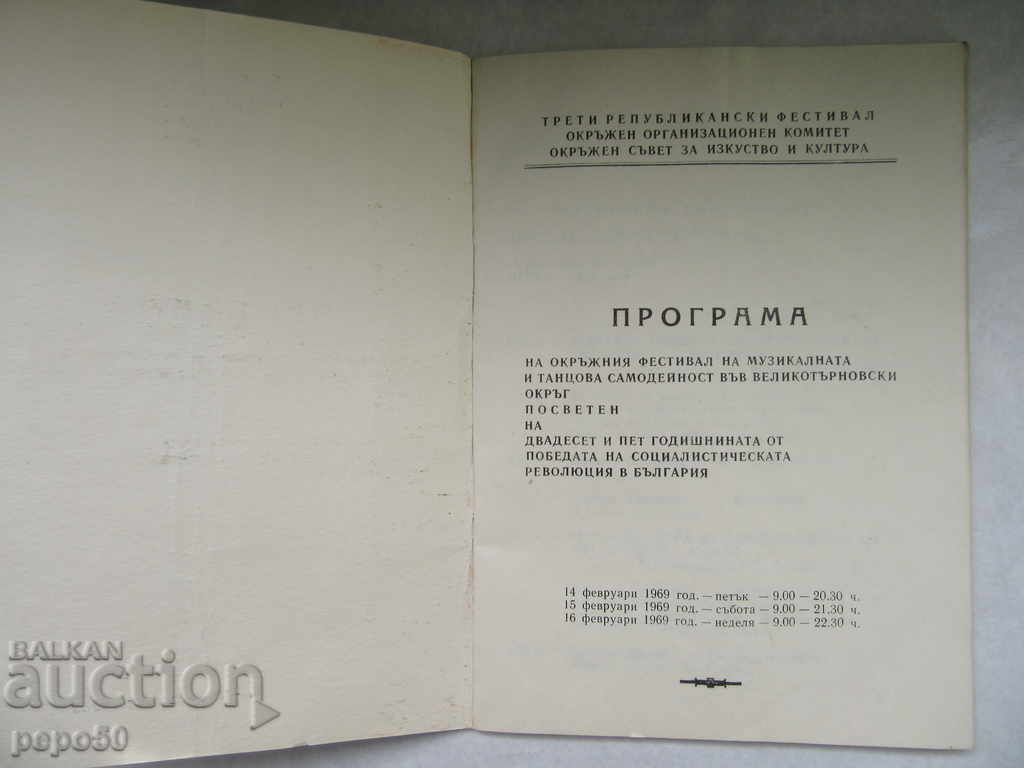 ТРЕТИ РЕПУБЛИКАНСКИ ФЕСТИВАЛ
ОКРЪЖЕН ОРГАНИЗАЦИОНЕН КОМИТЕТ
ОКРЪЖЕН СЪВЕТ ЗА ИЗКУСТВО И КУЛТУРА
ПРОГРАМА
НА ОКРЪЖНИЯ ФЕСТИВАЛ НА МУЗИКАЛНАТА
И ТАНЦОВА САМОДЕЙНОСТ ВЪВ ВЕЛИКОТЪРНОВСКИ
ОКРЪГ
ПОСВЕТЕН
НА
ДВАДЕСЕТ И ПЕТ ГОДИШНИНАТА ОТ
ПОБЕДАТА НА СОЦИАЛИСТИЧЕСКАТА
РЕВОЛЮЦИЯ В БЪЛГАРИЯ
14 февруари 1969 год. — петък — 9.00 — 20.30 ч.
15 февруари 1969 год. — събота — 9.00 — 21.30 ч.
16 февруари 1969 год. — неделя — 9.00 — 22.30 ч.
BALKAN
auction
pepo50